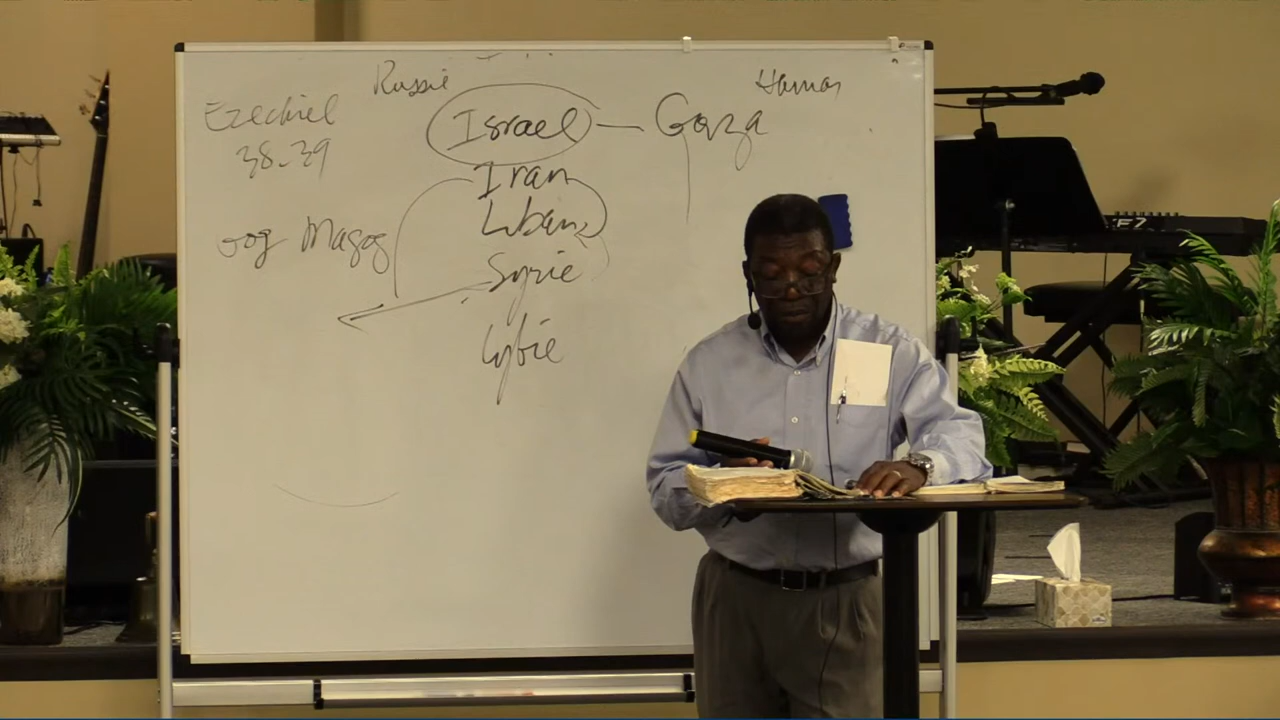 Russie
Hamas
Ezechiel
38-39
Israel — Gaza
Iran
Liban
Syrie
Lybie
gog Magog